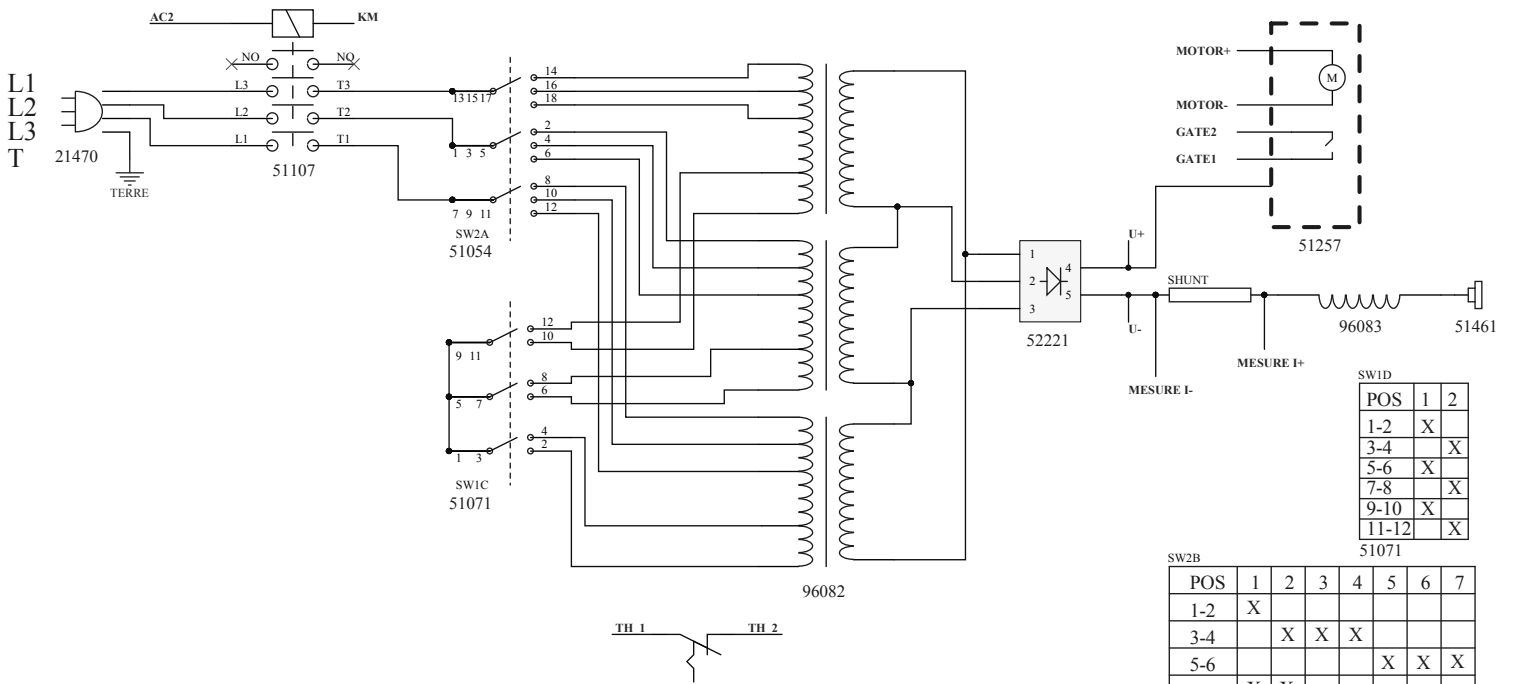 AC2 KM
NO NO
L1
L2
L3
T
21470
TERRE
L3 T3
L2 T2
L1 T1
51107
13 15 17
14
16
18
1 3 5
2
4
6
7 9 11
8
10
12
SW2A
51054
9 11
12
10
5 7
8
6
1 3
4
2
SW1C
51071
96082
TH 1 TH 2
1
2
3
4
5
52221
U+
U-
MOTOR+
M
MOTOR-
GATE2
GATE1
51257
SHUNT
96083
51461
MESURE I+
MESURE I-
SW1D
POS 1 2
1-2 X
3-4 X
5-6 X
7-8 X
9-10 X
11-12 X
51071
SW2B
POS 1 2 3 4 5 6 7
1-2 X
3-4 X X X
5-6 X X X